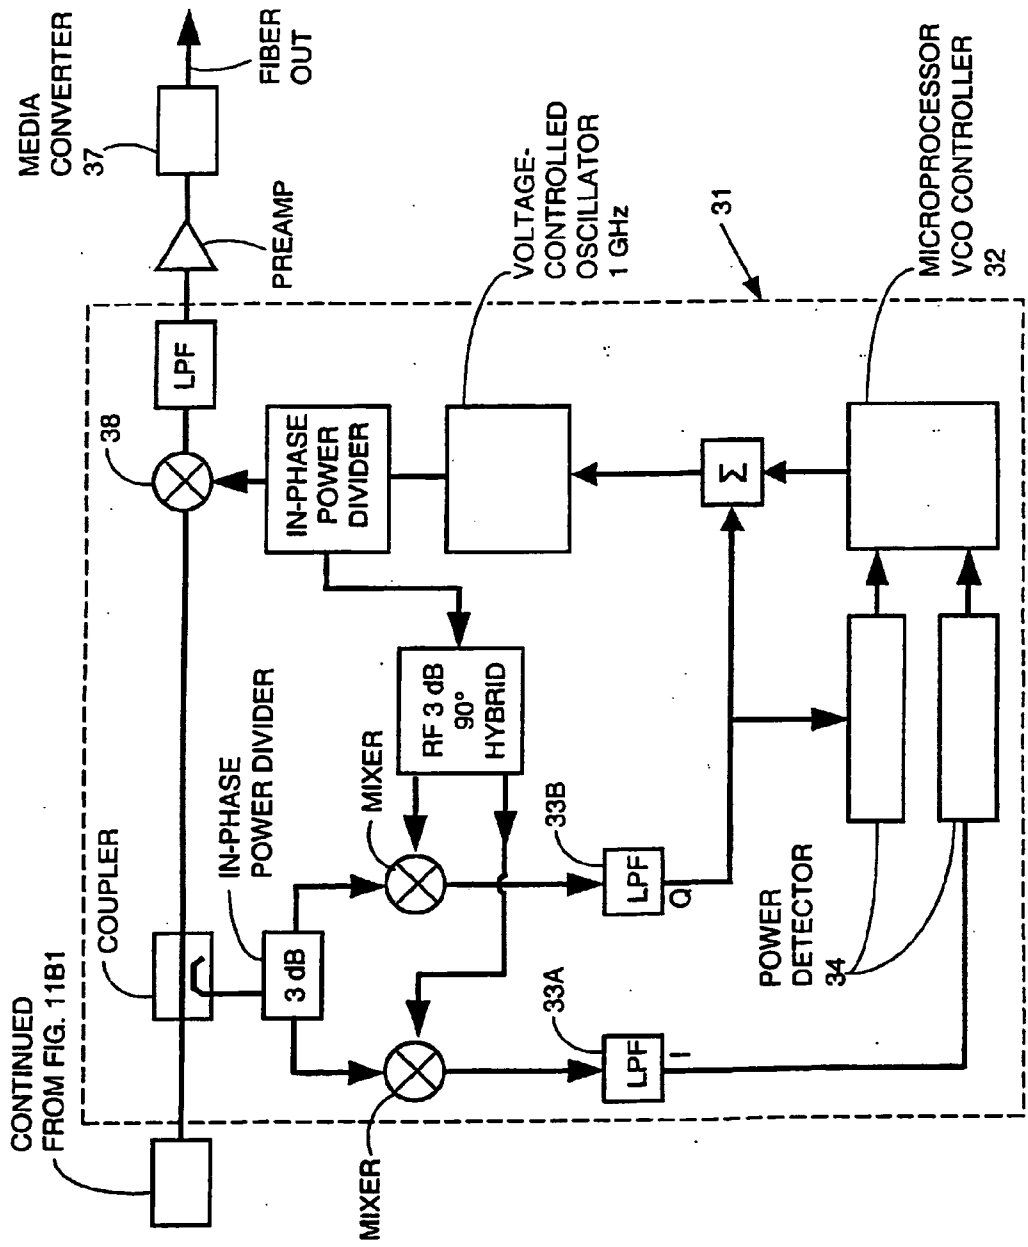 CONTINUED
FROM FIG. 11B1
COUPLER
IN-PHASE
POWER DIVIDER
3 dB
MIXER
MIXER
38
LPF
PREAMP
MEDIA
CONVERTER
37
FIBER
OUT
IN-PHASE
POWER
DIVIDER
RF 3 dB
90°
HYBRID
VOLTAGE-
CONTROLLED
OSCILLATOR
1 GHz
33A
LPF
I
33B
LPF
Q
Σ
31
POWER
DETECTOR
34
MICROPROCESSOR
VCO CONTROLLER
32